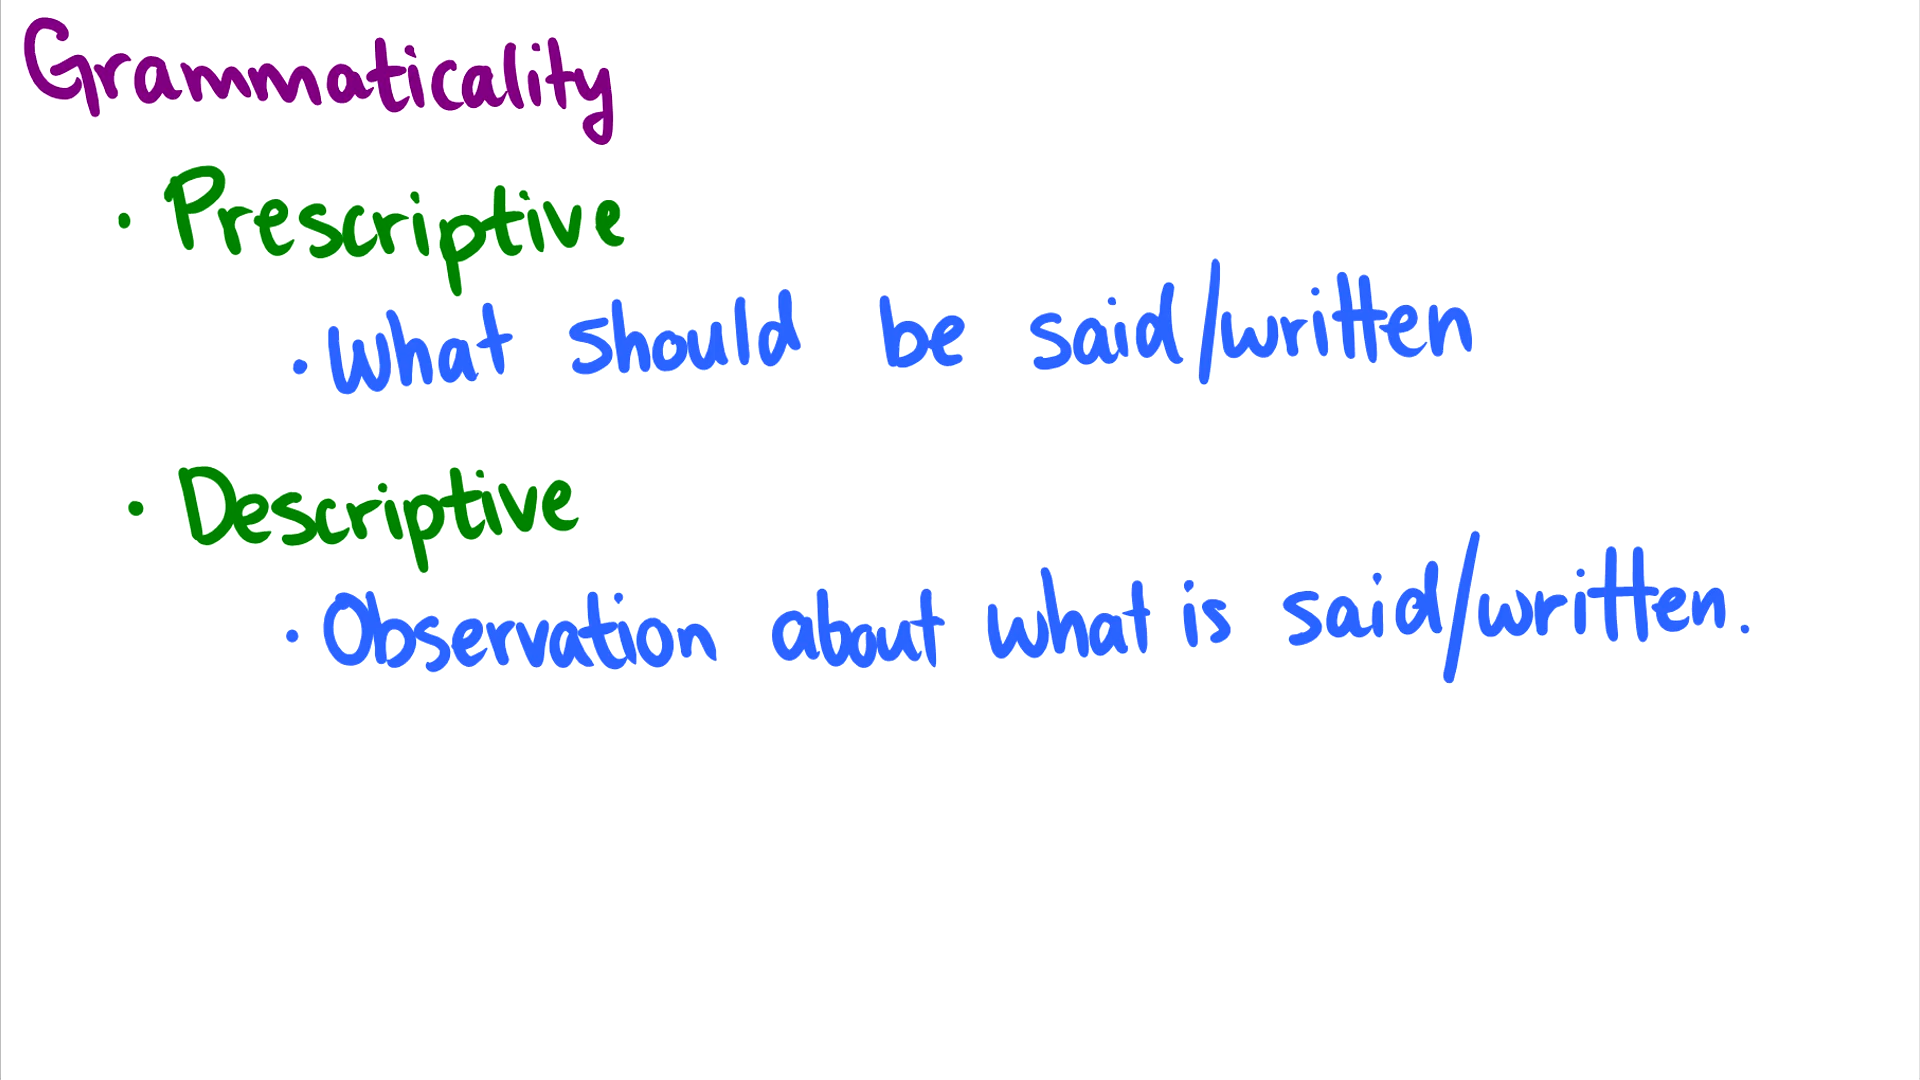 Grammaticality
· Prescriptive
· What should be said/written
· Descriptive
· Observation about what is said/written.